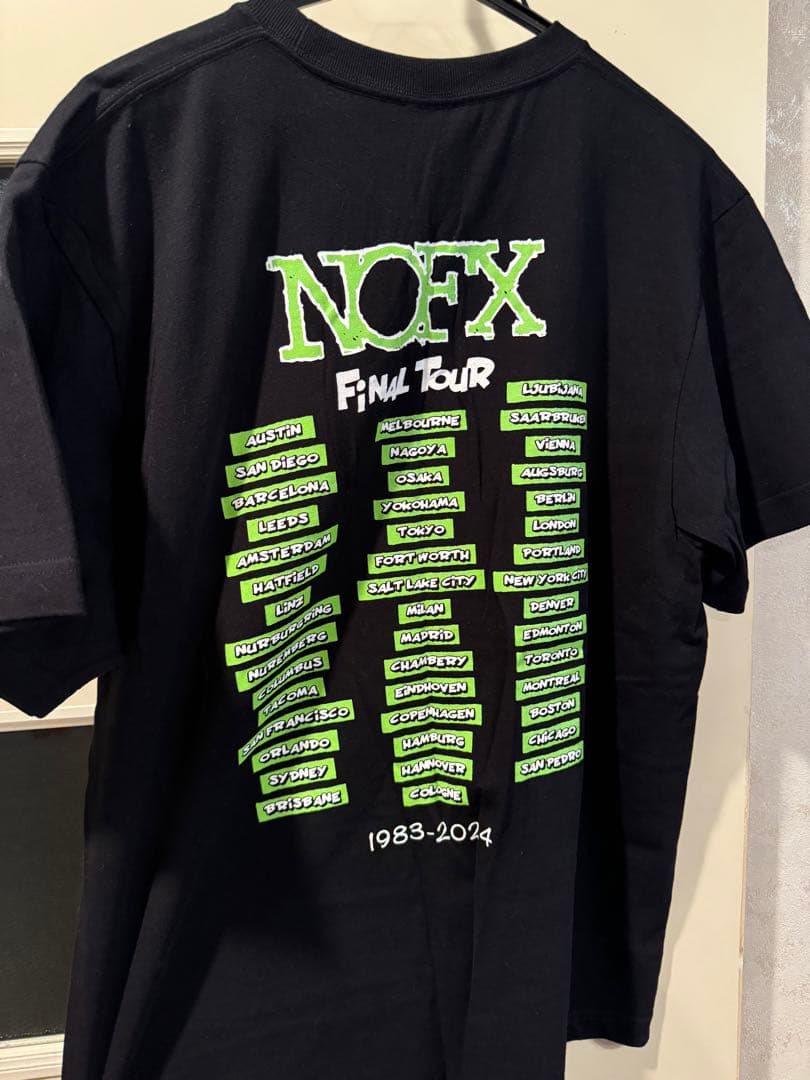 NOFX
FiNAL TOUR
AUSTiN
SAN DiEGO
BARCELONA
LEEDS
AMSTERDAM
HATFiELD
LiNZ
NURBURGRiNG
NUREMBERG
COLUMBUS
TACOMA
SAN FRANCiSCO
ORLANDO
SYDNEY
BRiSBANE
MELBOURNE
NAGOYA
OSAKA
YOKOHAMA
TOKYO
FORT WORTH
SALT LAKE CiTY
MiLAN
MADRiD
CHAMBERY
EiNDHOVEN
COPENHAGEN
HAMBURG
HANNOVER
COLOGNE
LJUBiJANA
SAARBRUKEN
ViENNA
AUGSBURG
BERLiN
LONDON
PORTLAND
NEW YORK CiTY
DENVER
EDMONTON
TORONTO
MONTREAL
BOSTON
CHiCAGO
SAN PEDRO
1983-2024